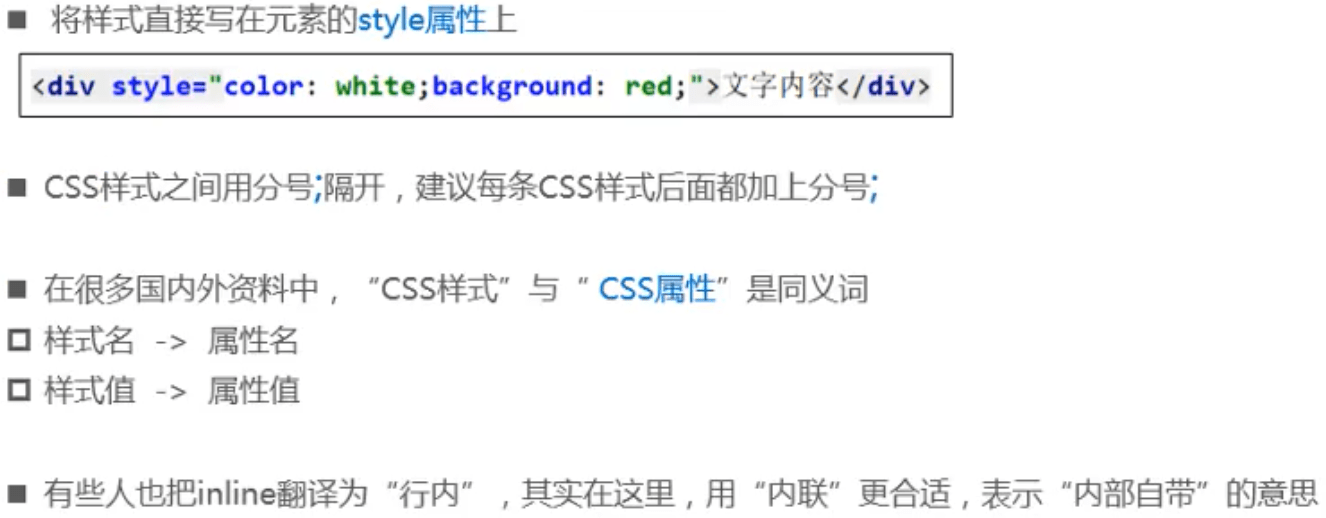 ■ 将样式直接写在元素的style属性上
<div style="color: white;background: red;">文字内容</div>
■ CSS样式之间用分号;隔开，建议每条CSS样式后面都加上分号;
■ 在很多国内外资料中，“CSS样式”与“ CSS属性”是同义词
□ 样式名 -> 属性名
□ 样式值 -> 属性值
■ 有些人也把inline翻译为“行内”，其实在这里，用“内联”更合适，表示“内部自带”的意思